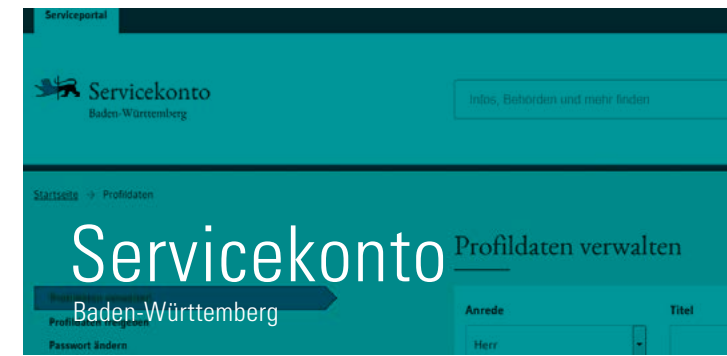 Serviceportal
Servicekonto
Baden-Württemberg
Infos, Behörden und mehr finden
Startseite → Profildaten
Servicekonto
Profildaten verwalten
Baden-Württemberg
Profildaten freigeben
Passwort ändern
Anrede
Titel
Herr